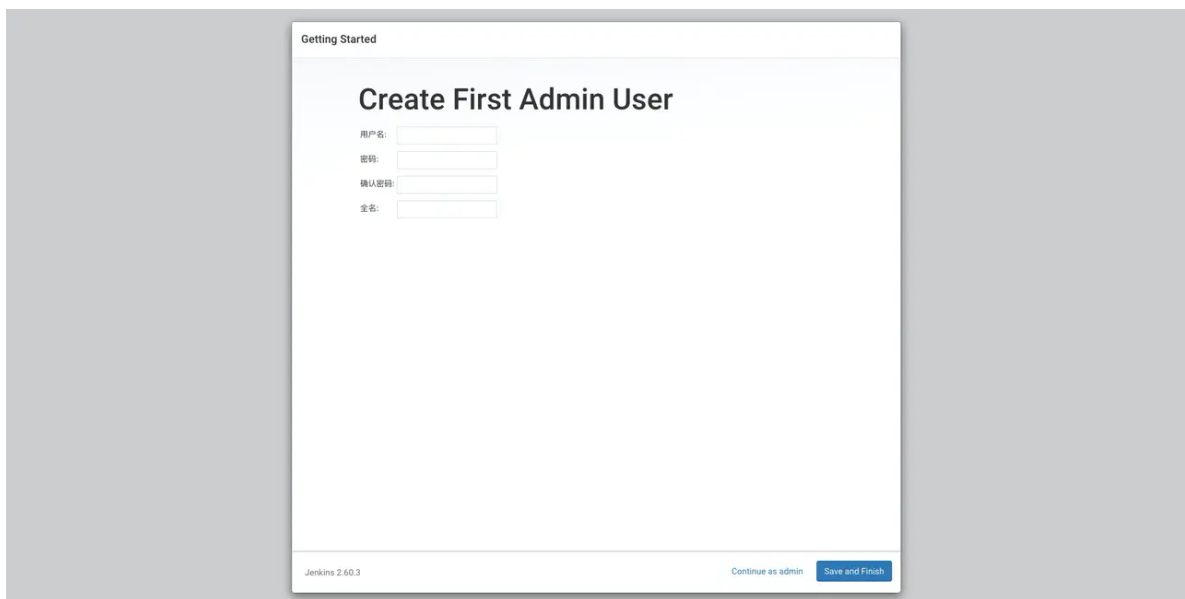 Getting Started
Create First Admin User
用户名:
密码:
确认密码:
全名:
Jenkins 2.60.3
Continue as admin
Save and Finish